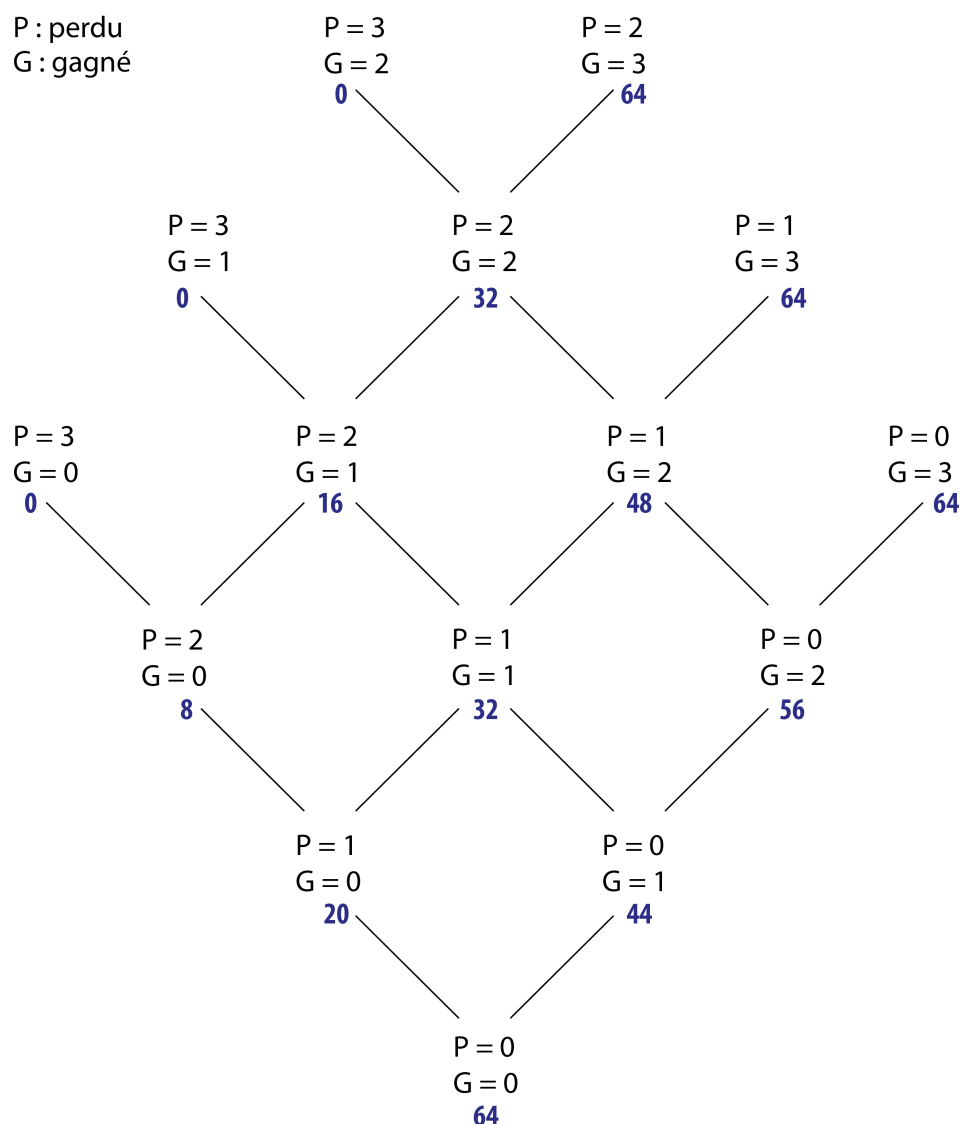 P : perdu
G : gagné
P = 3
G = 2
0
P = 2
G = 3
64
P = 3
G = 1
0
P = 2
G = 2
32
P = 1
G = 3
64
P = 3
G = 0
0
P = 2
G = 1
16
P = 1
G = 2
48
P = 0
G = 3
64
P = 2
G = 0
8
P = 1
G = 1
32
P = 0
G = 2
56
P = 1
G = 0
20
P = 0
G = 1
44
P = 0
G = 0
64